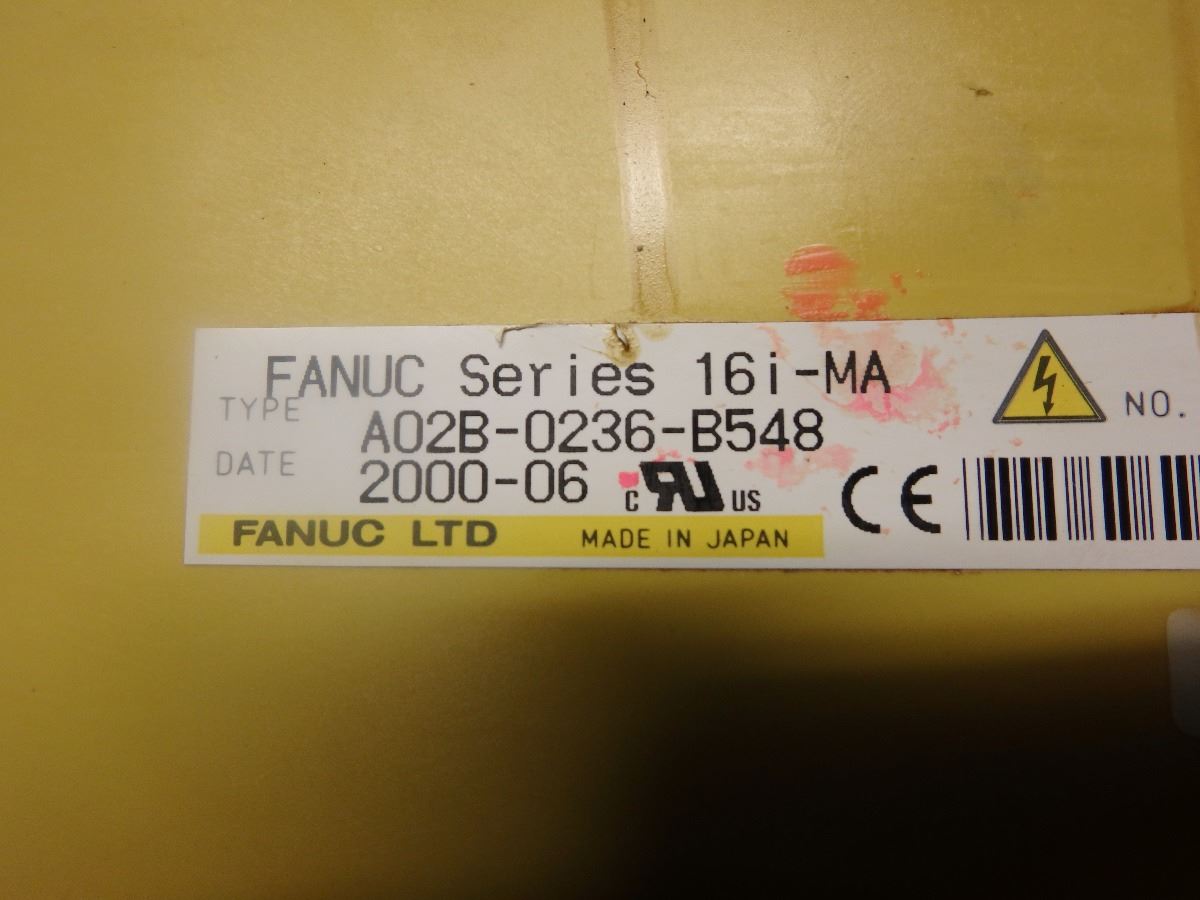 FANUC Series 16i-MA
TYPE A02B-0236-B548
NO.
DATE 2000-06
c RU US
CE
FANUC LTD MADE IN JAPAN